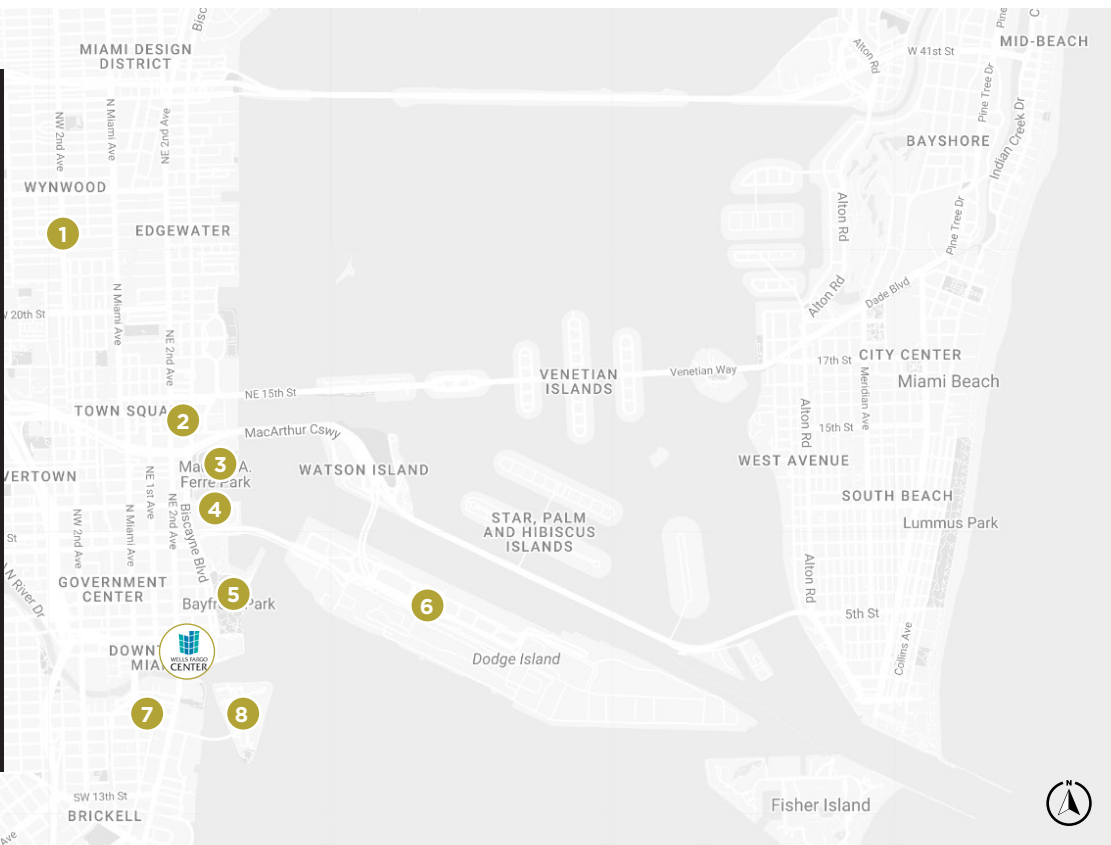 Bisc
Pine
C
MIAMI DESIGN
DISTRICT
Alton Rd
W 41st St
MID-BEACH
Pine Tree Dr
NW 2nd Ave
N Miami Ave
NE 2nd Ave
Indian Creek Dr
BAYSHORE
WYNWOOD
Alton Rd
Pine Tree Dr
1
EDGEWATER
Alton Rd
Dade Blvd
N Miami Ave
V 20th St
NE 2nd Ave
17th St
CITY CENTER
Venetian Way
VENETIAN
ISLANDS
Miami Beach
Meridian Ave
NE 15th St
TOWN SQUA
2
Alton Rd
15th St
MacArthur Cswy
WEST AVENUE
3
Ma A.
Ferre Park
WATSON ISLAND
VERTOWN
NE 1st Ave
NE 2nd Ave
SOUTH BEACH
4
NW 2nd Ave
N Miami Ave
Biscayne Blvd
STAR, PALM
AND HIBISCUS
ISLANDS
Lummus Park
St
N River Dr
GOVERNMENT
CENTER
Alton Rd
5
Bayfr Park
6
5th St
WELLS FARGO
CENTER
DOWNT
MIA
Dodge Island
Collins Ave
7
8
SW 13th St
BRICKELL
Ave
Fisher Island
N